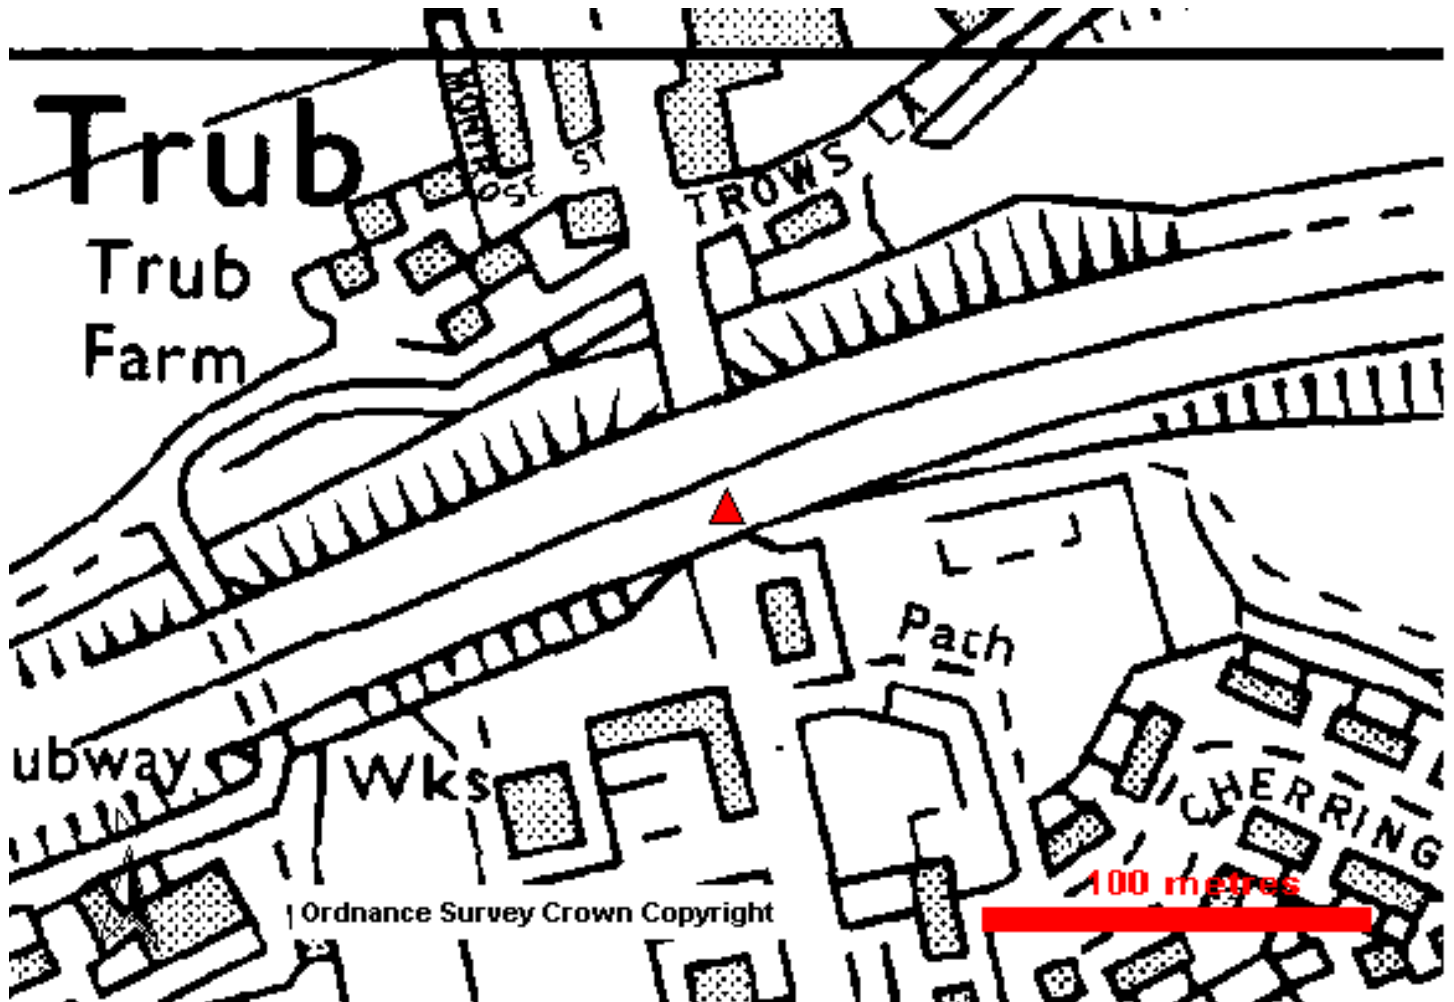 MONTROSE ST
TROWS LA
Trub
Trub
Farm
Path
ubway
Wks
CHERRING
100 metres
Ordnance Survey Crown Copyright